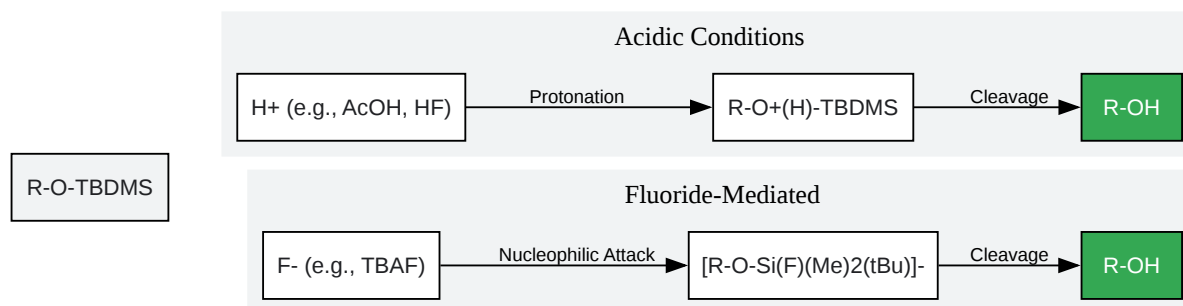 Acidic Conditions
H+ (e.g., AcOH, HF)
Protonation
R-O+(H)-TBDMS
Cleavage
R-OH
R-O-TBDMS
Fluoride-Mediated
F- (e.g., TBAF)
Nucleophilic Attack
[R-O-Si(F)(Me)2(tBu)]-
Cleavage
R-OH